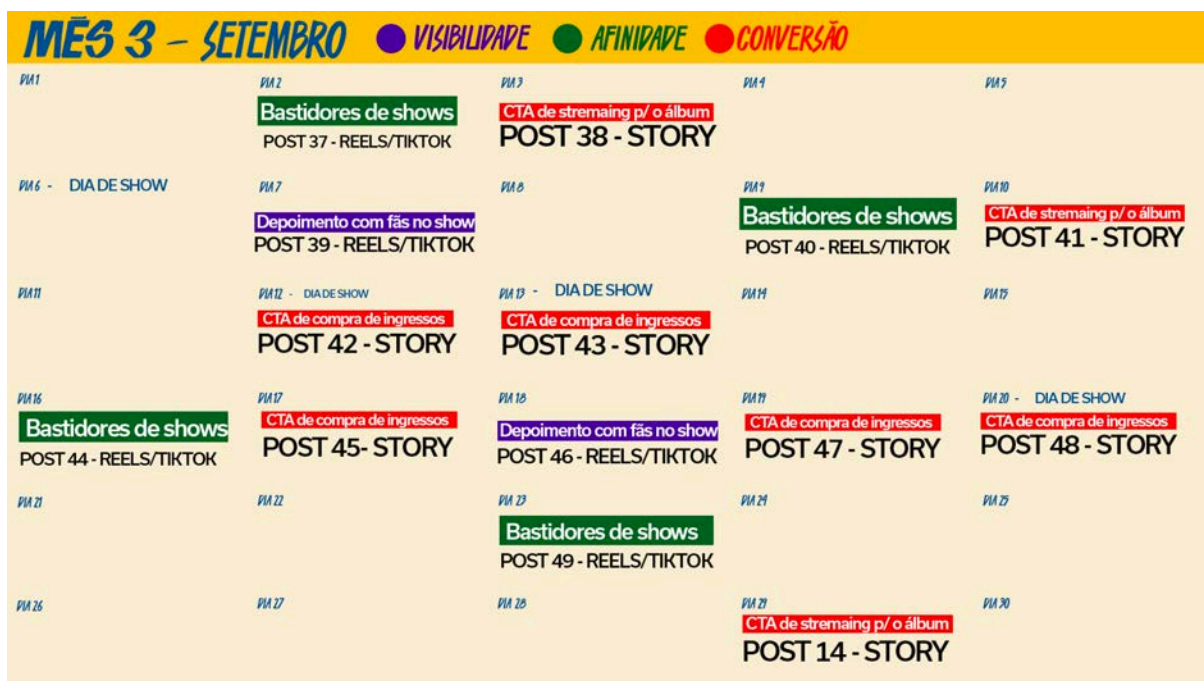 MÊS 3 – SETEMBRO VISIBILIDADE AFINIDADE CONVERSÃO
DIA 1
DIA 2
Bastidores de shows
POST 37 - REELS/TIKTOK
DIA 3
CTA de stremaing p/ o álbum
POST 38 - STORY
DIA 4
DIA 5
DIA 6 - DIA DE SHOW
DIA 7
Depoimento com fãs no show
POST 39 - REELS/TIKTOK
DIA 8
DIA 9
Bastidores de shows
POST 40 - REELS/TIKTOK
DIA 10
CTA de stremaing p/ o álbum
POST 41 - STORY
DIA 11
DIA 12 - DIA DE SHOW
CTA de compra de ingressos
POST 42 - STORY
DIA 13 - DIA DE SHOW
CTA de compra de ingressos
POST 43 - STORY
DIA 14
DIA 15
DIA 16
Bastidores de shows
POST 44 - REELS/TIKTOK
DIA 17
CTA de compra de ingressos
POST 45- STORY
DIA 18
Depoimento com fãs no show
POST 46 - REELS/TIKTOK
DIA 19
CTA de compra de ingressos
POST 47 - STORY
DIA 20 - DIA DE SHOW
CTA de compra de ingressos
POST 48 - STORY
DIA 21
DIA 22
DIA 23
Bastidores de shows
POST 49 - REELS/TIKTOK
DIA 24
DIA 25
DIA 26
DIA 27
DIA 28
DIA 29
CTA de stremaing p/ o álbum
POST 14 - STORY
DIA 30